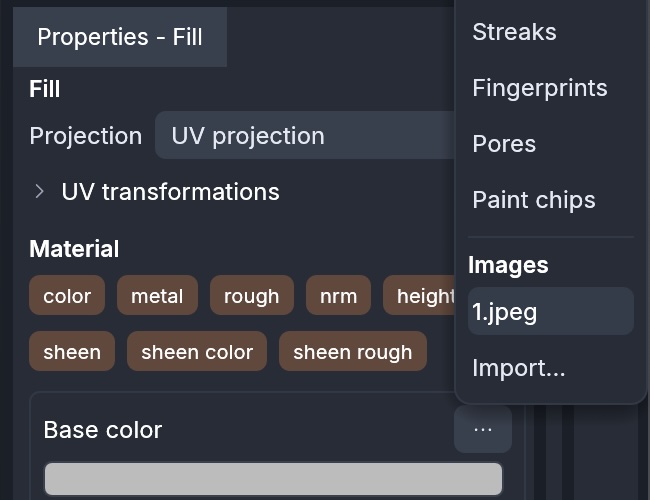 Properties - Fill
Fill
Projection UV projection
UV transformations
Material
color metal rough nrm height
sheen sheen color sheen rough
Base color ...
Streaks
Fingerprints
Pores
Paint chips
Images
1.jpeg
Import...